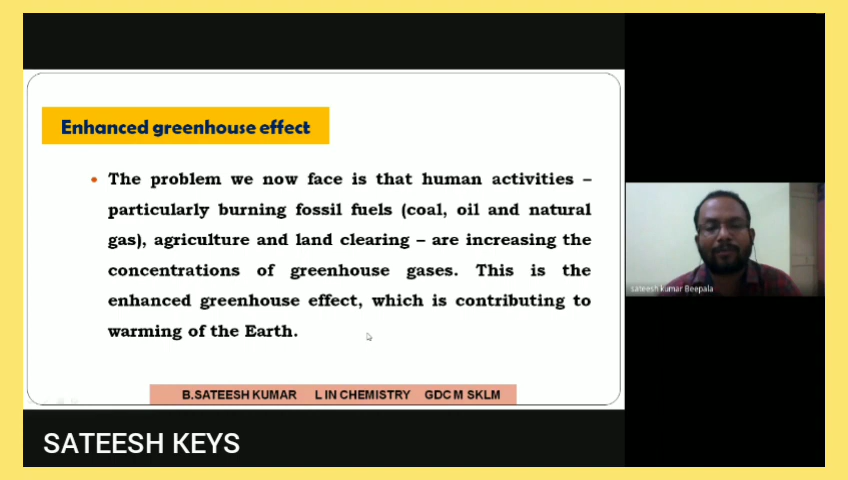 Enhanced greenhouse effect
• The problem we now face is that human activities –
particularly burning fossil fuels (coal, oil and natural
gas), agriculture and land clearing – are increasing the
concentrations of greenhouse gases. This is the
enhanced greenhouse effect, which is contributing to
warming of the Earth.
B.SATEESH KUMAR L IN CHEMISTRY GDC M SKLM
sateesh kumar Beepala
SATEESH KEYS